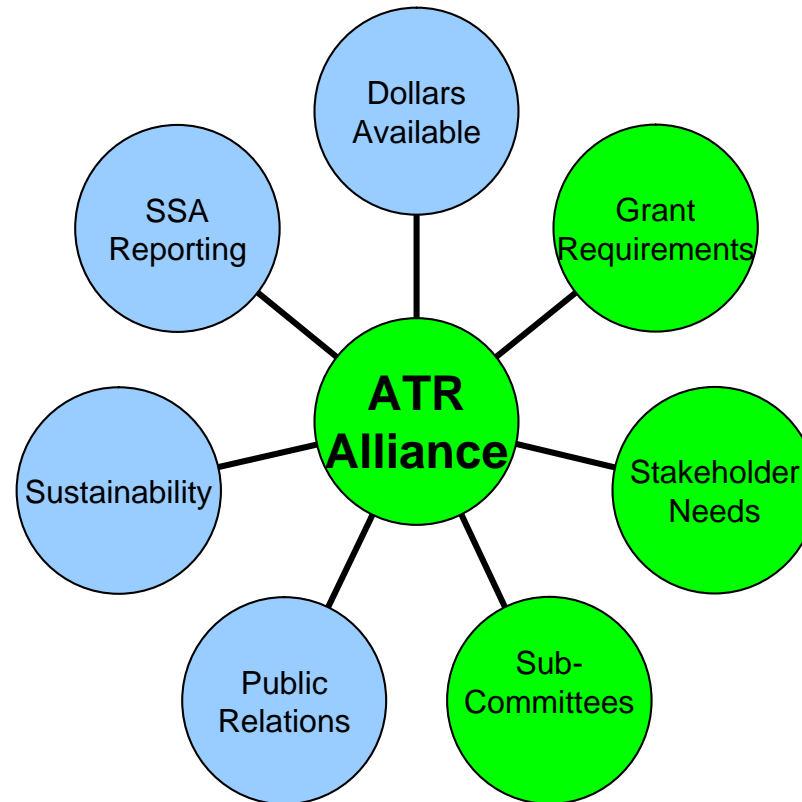 Dollars
Available
SSA
Reporting
Grant
Requirements
ATR
Alliance
Sustainability
Stakeholder
Needs
Public
Relations
Sub-
Committees